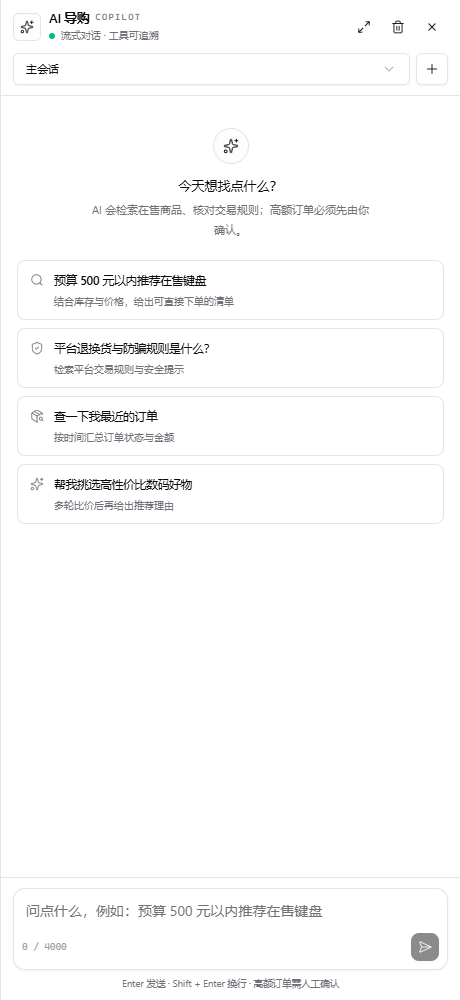 AI 导购 COPILOT
流式对话 · 工具可追溯
主会话
今天想找点什么?
AI 会检索在售商品、核对交易规则；高额订单必须先由你
确认。
预算 500 元以内推荐在售键盘
结合库存与价格，给出可直接下单的清单
平台退换货与防骗规则是什么?
检索平台交易规则与安全提示
查一下我最近的订单
按时间汇总订单状态与金额
帮我挑选高性价比数码好物
多轮比价后再给出推荐理由
问点什么，例如：预算 500 元以内推荐在售键盘
0 / 4000
Enter 发送 · Shift + Enter 换行 · 高额订单需人工确认